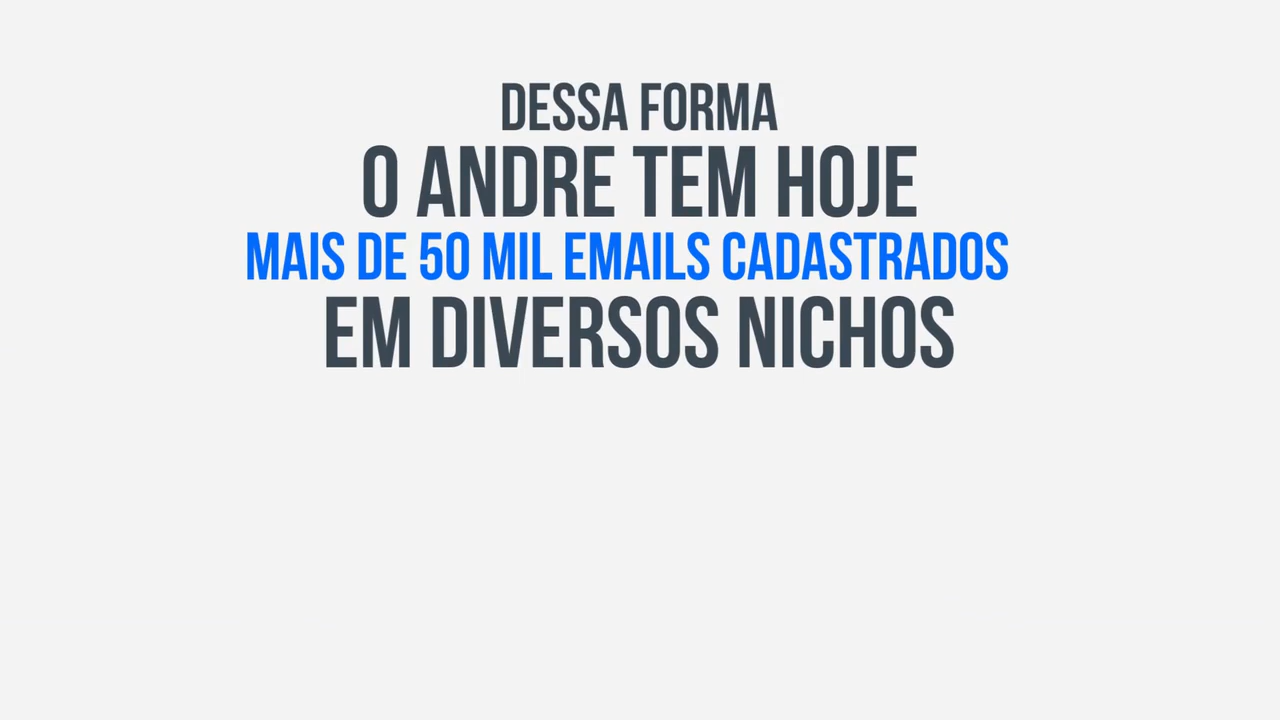 DESSA FORMA
O ANDRE TEM HOJE
MAIS DE 50 MIL EMAILS CADASTRADOS
EM DIVERSOS NICHOS